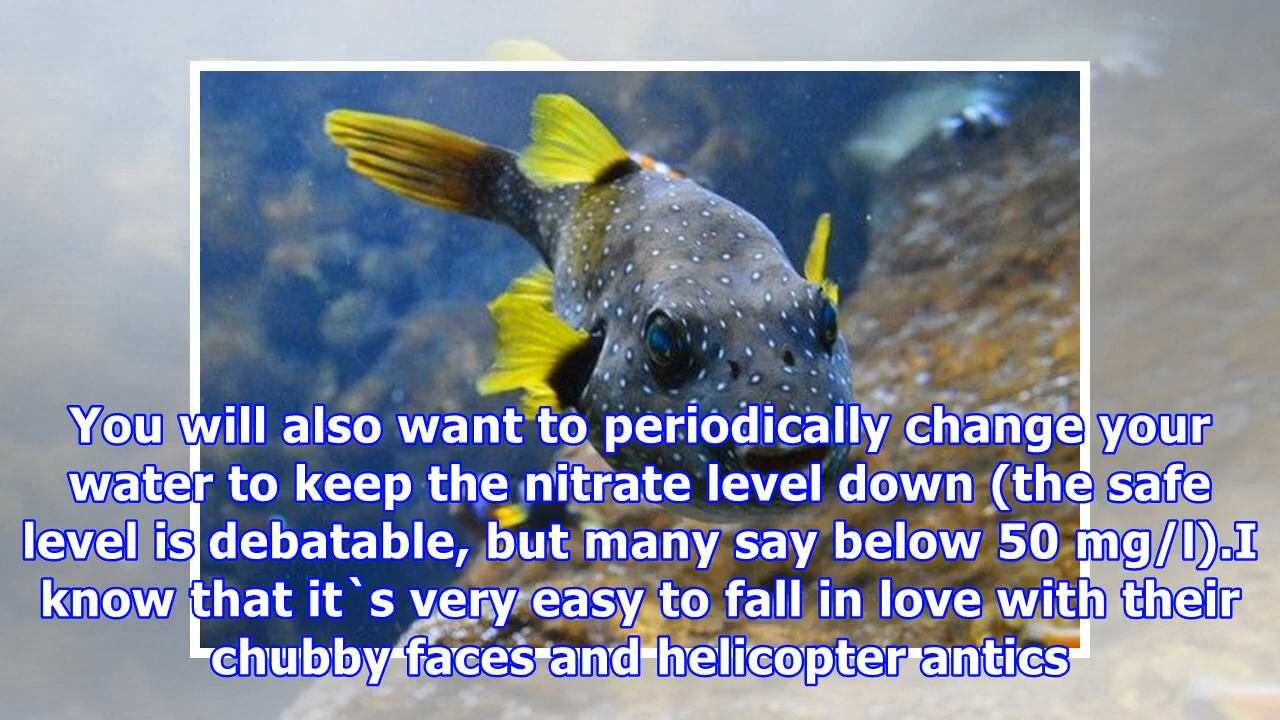 You will also want to periodically change your
water to keep the nitrate level down (the safe
level is debatable, but many say below 50 mg/l).I
know that it`s very easy to fall in love with their
chubby faces and helicopter antics